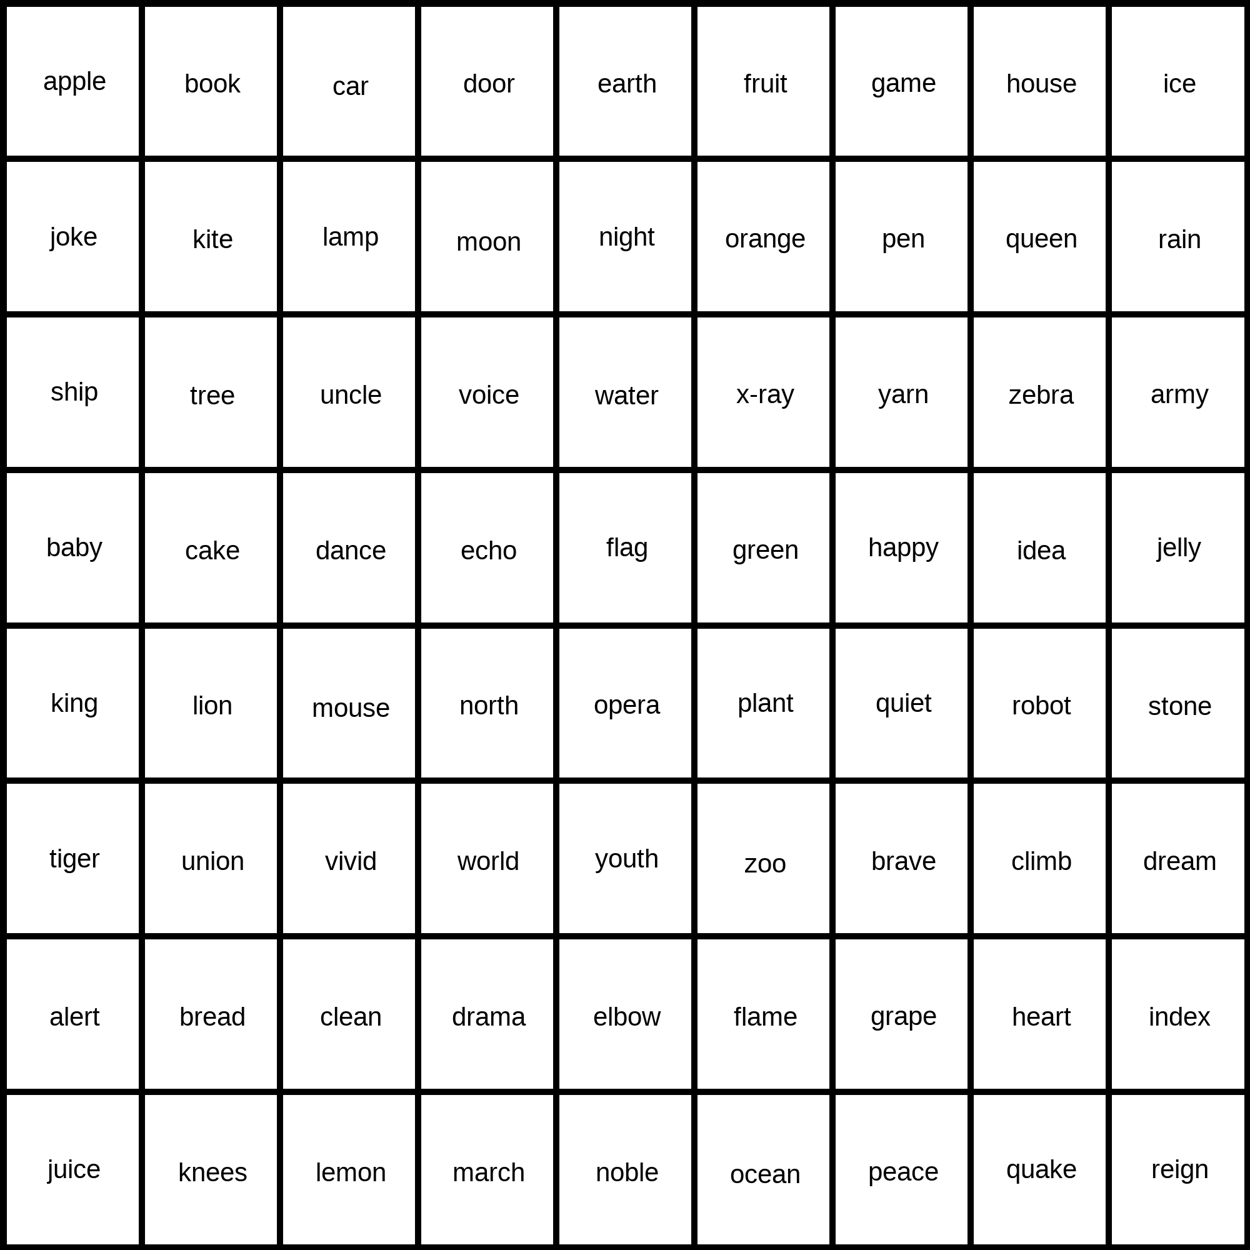 apple book car door earth fruit game house ice
joke kite lamp moon night orange pen queen rain
ship tree uncle voice water x-ray yarn zebra army
baby cake dance echo flag green happy idea jelly
king lion mouse north opera plant quiet robot stone
tiger union vivid world youth zoo brave climb dream
alert bread clean drama elbow flame grape heart index
juice knees lemon march noble ocean peace quake reign